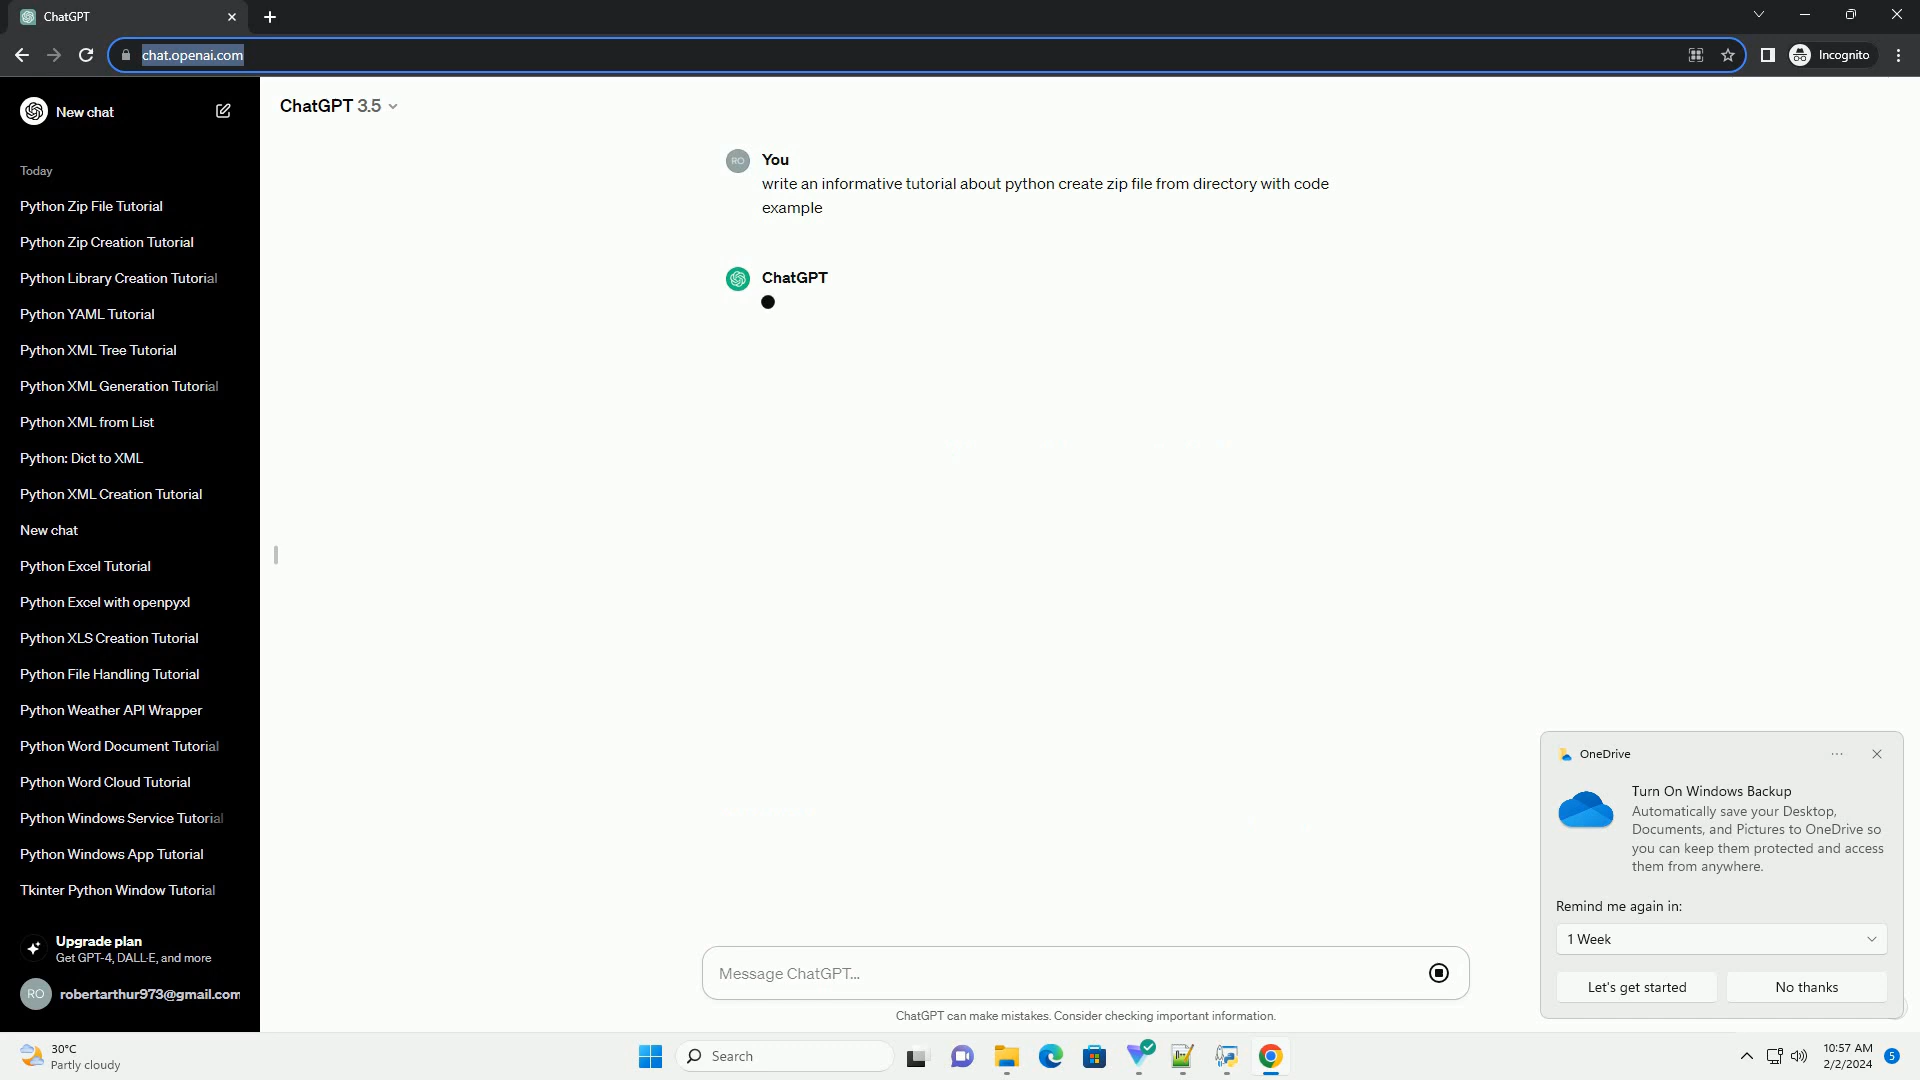 ChatGPT
chat.openai.com
Incognito
New chat
ChatGPT 3.5
Today
Python Zip File Tutorial
Python Zip Creation Tutorial
Python Library Creation Tutorial
Python YAML Tutorial
Python XML Tree Tutorial
Python XML Generation Tutorial
Python XML from List
Python: Dict to XML
Python XML Creation Tutorial
New chat
Python Excel Tutorial
Python Excel with openpyxl
Python XLS Creation Tutorial
Python File Handling Tutorial
Python Weather API Wrapper
Python Word Document Tutorial
Python Word Cloud Tutorial
Python Windows Service Tutorial
Python Windows App Tutorial
Tkinter Python Window Tutorial
Upgrade plan
Get GPT-4, DALL·E, and more
RO robertarthur973@gmail.com
RO You
write an informative tutorial about python create zip file from directory with code
example
ChatGPT
Message ChatGPT...
ChatGPT can make mistakes. Consider checking important information.
OneDrive
Turn On Windows Backup
Automatically save your Desktop,
Documents, and Pictures to OneDrive so
you can keep them protected and access
them from anywhere.
Remind me again in:
1 Week
Let's get started
No thanks
30°C
Partly cloudy
Search
10:57 AM
2/2/2024
5